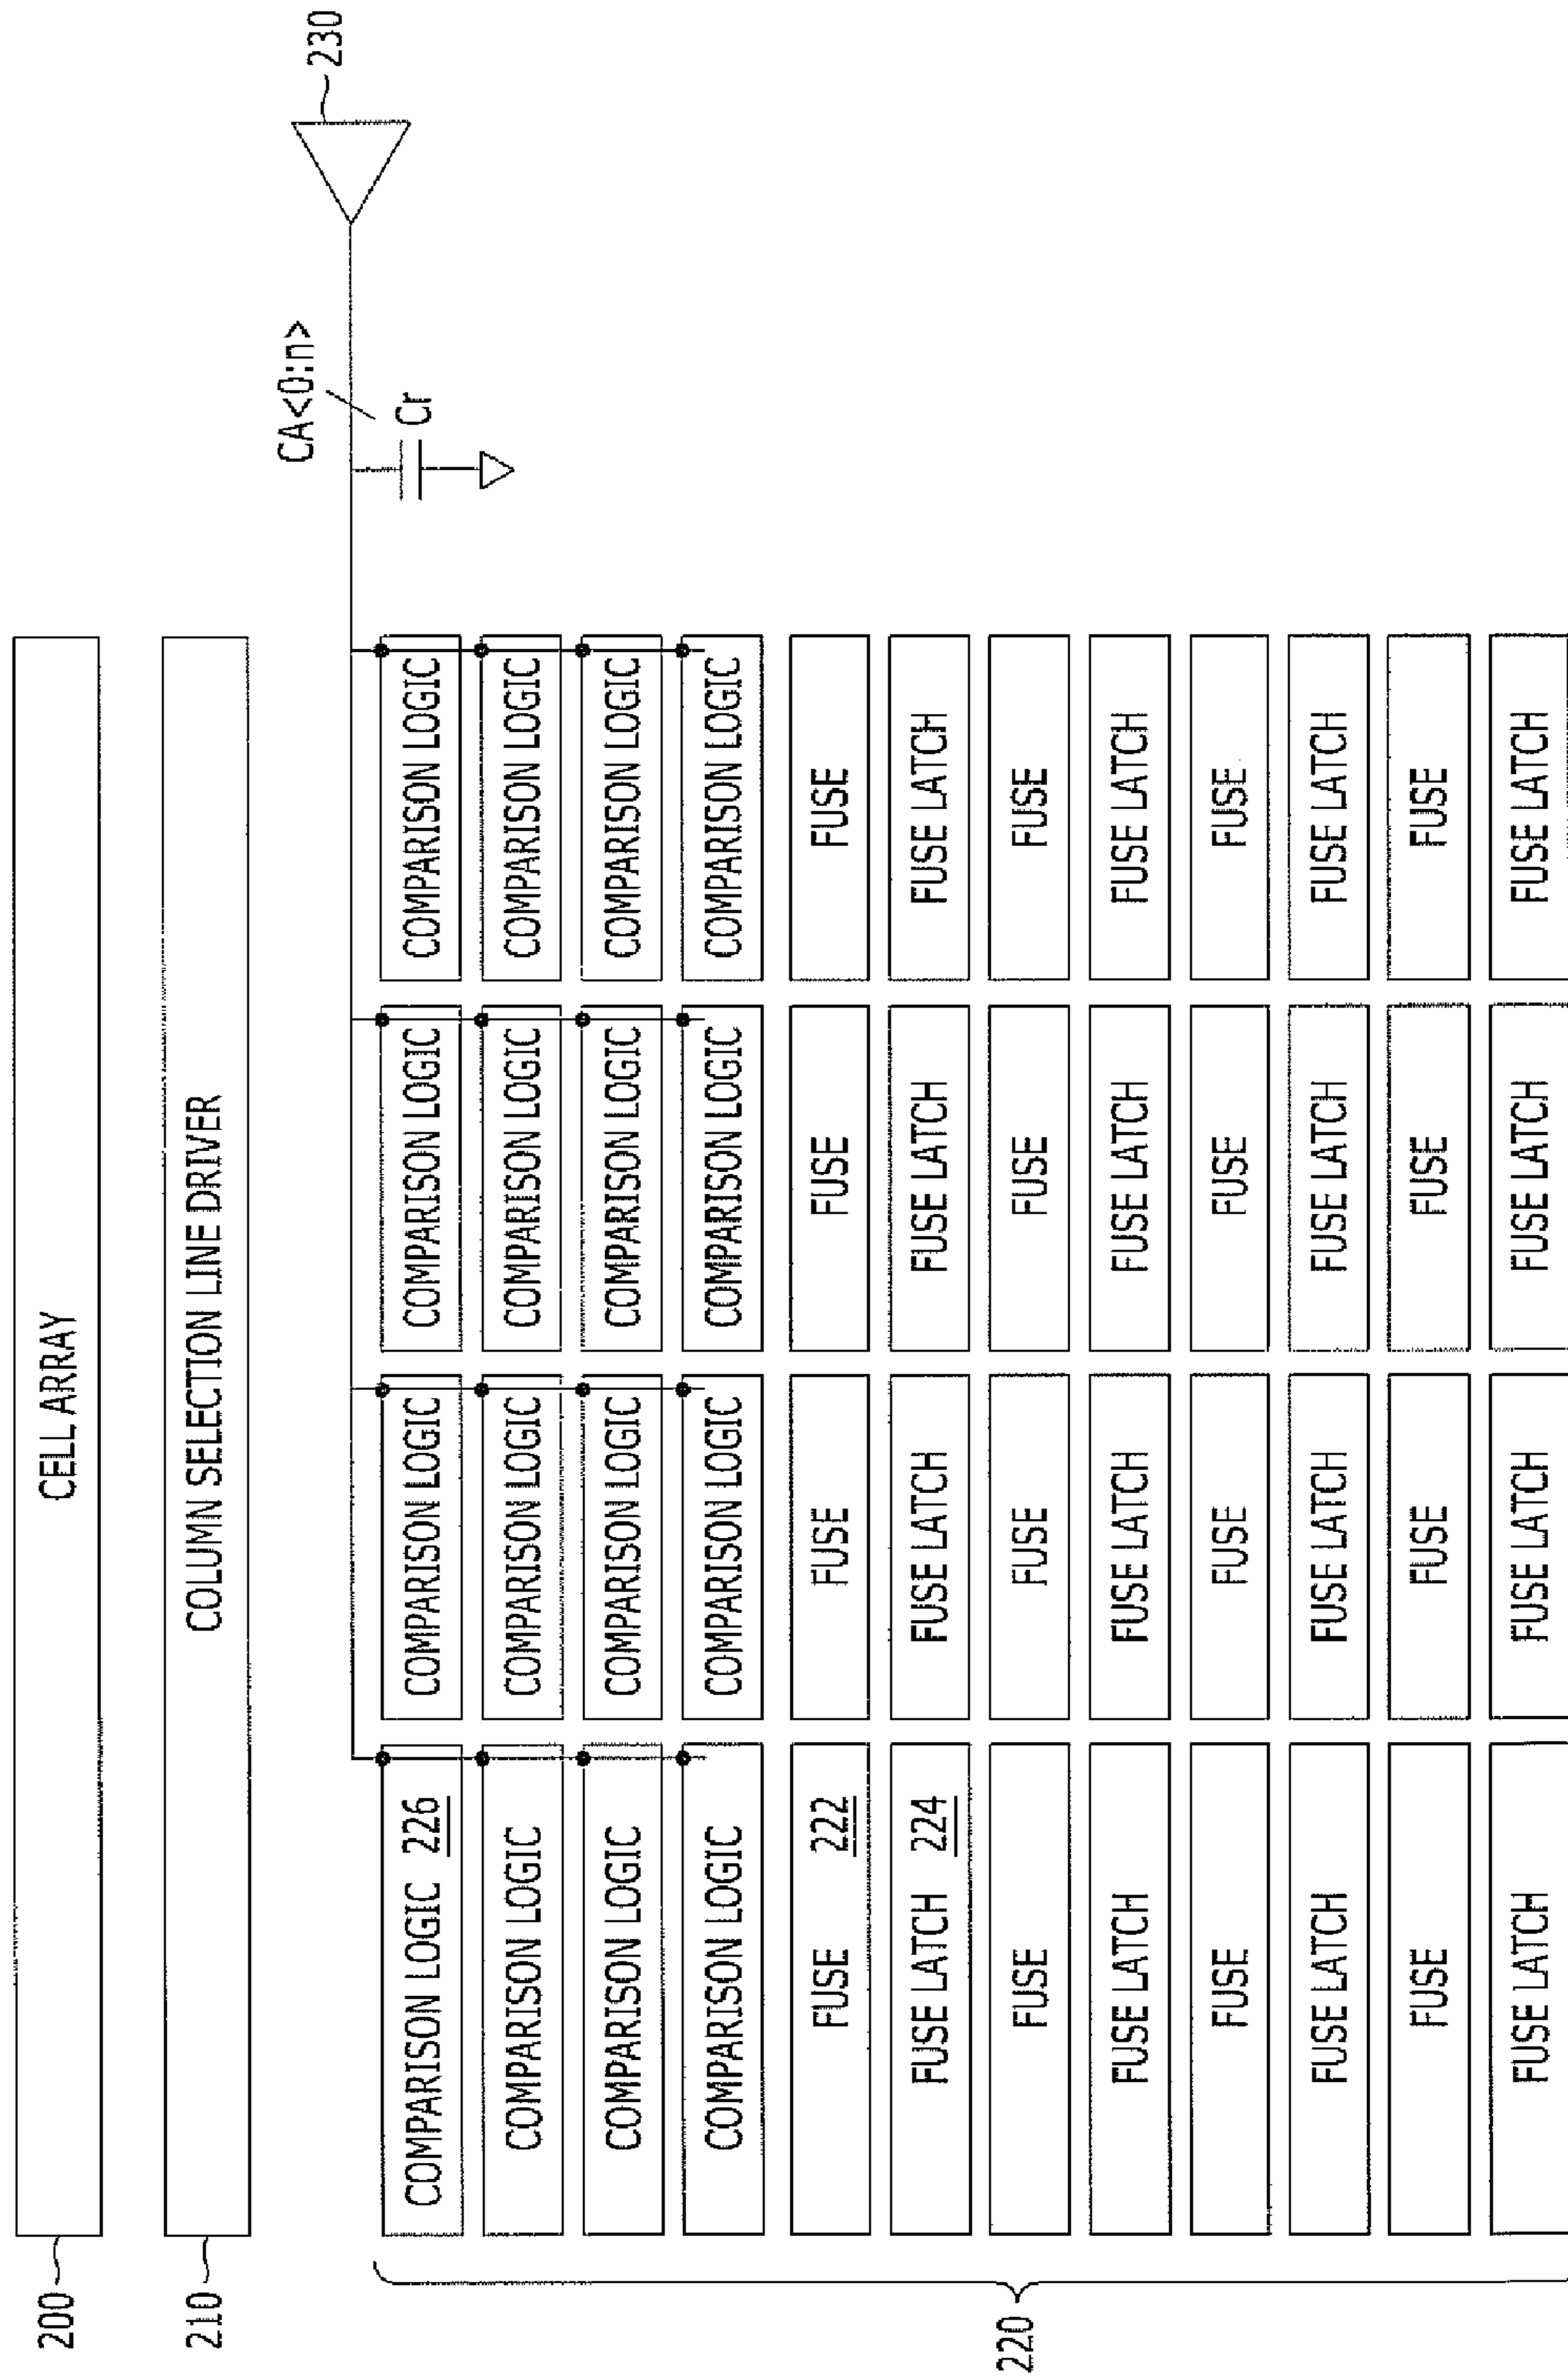 200 CELL ARRAY
210 COLUMN SELECTION LINE DRIVER
CA<0:n> 230
COMPARISON LOGIC 226 COMPARISON LOGIC COMPARISON LOGIC COMPARISON LOGIC Cr
COMPARISON LOGIC COMPARISON LOGIC COMPARISON LOGIC COMPARISON LOGIC
COMPARISON LOGIC COMPARISON LOGIC COMPARISON LOGIC COMPARISON LOGIC
COMPARISON LOGIC COMPARISON LOGIC COMPARISON LOGIC COMPARISON LOGIC
FUSE 222 FUSE FUSE FUSE
FUSE LATCH 224 FUSE LATCH FUSE LATCH FUSE LATCH
220 FUSE FUSE FUSE FUSE
FUSE LATCH FUSE LATCH FUSE LATCH FUSE LATCH
FUSE FUSE FUSE FUSE
FUSE LATCH FUSE LATCH FUSE LATCH FUSE LATCH
FUSE FUSE FUSE FUSE
FUSE LATCH FUSE LATCH FUSE LATCH FUSE LATCH